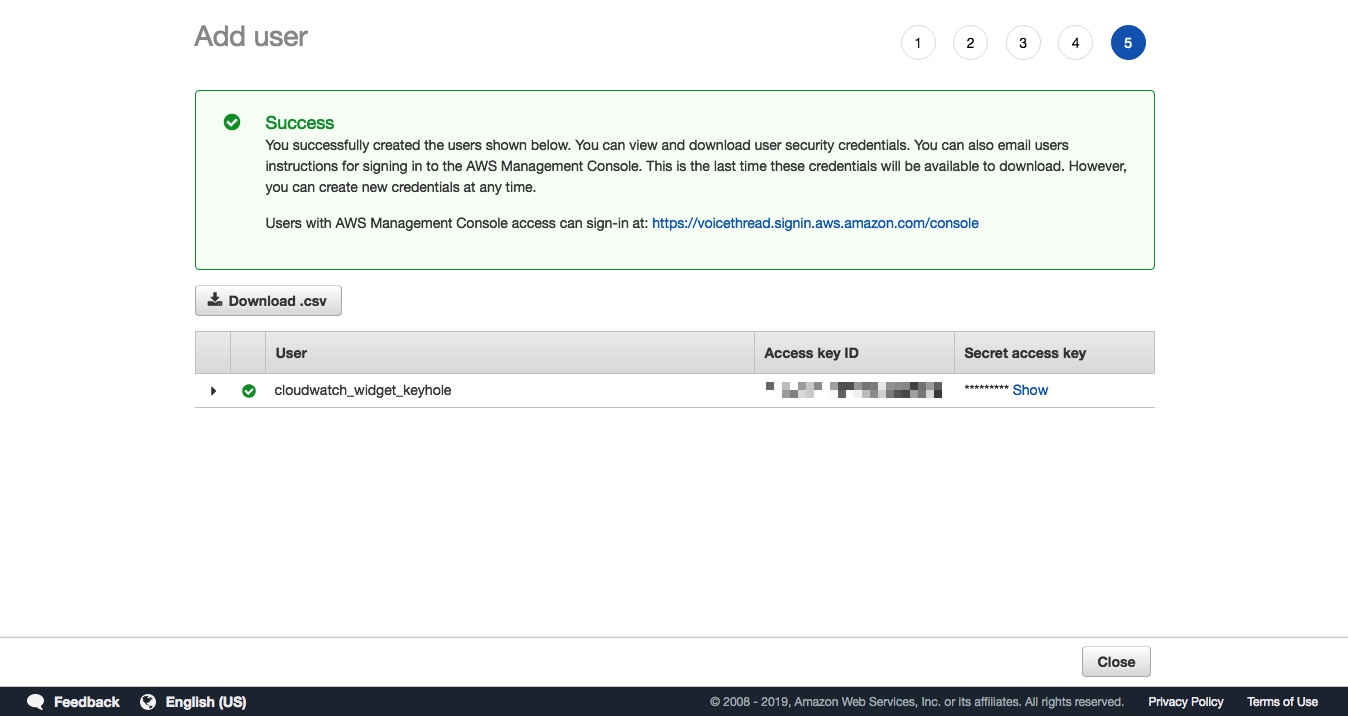 Add user
1 2 3 4 5
Success
You successfully created the users shown below. You can view and download user security credentials. You can also email users
instructions for signing in to the AWS Management Console. This is the last time these credentials will be available to download. However,
you can create new credentials at any time.
Users with AWS Management Console access can sign-in at: https://voicethread.signin.aws.amazon.com/console
Download .csv
User Access key ID Secret access key
cloudwatch_widget_keyhole ********* Show
Close
Feedback English (US) © 2008 - 2019, Amazon Web Services, Inc. or its affiliates. All rights reserved. Privacy Policy Terms of Use